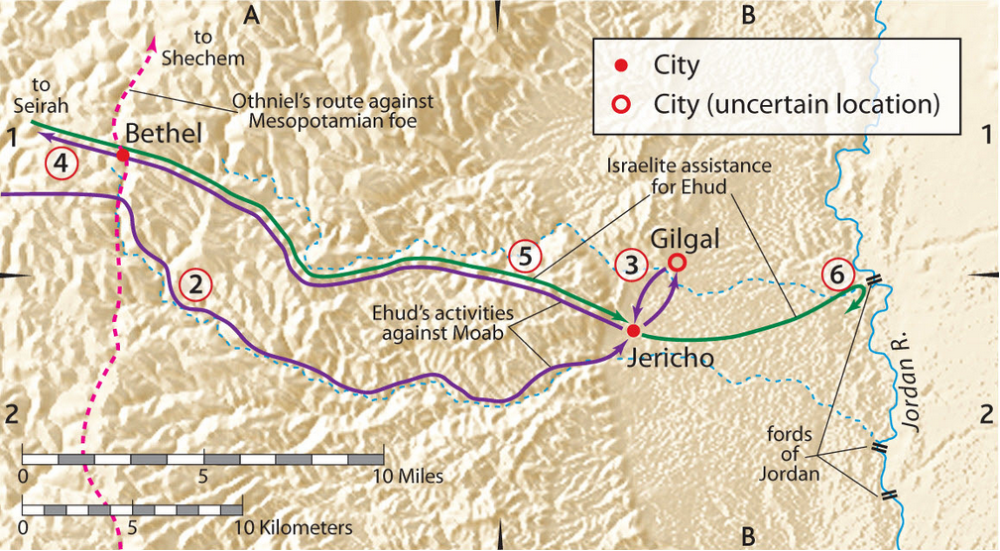 A
B
to
Shechem
City
City (uncertain location)
to
Seirah
Othniel's route against
Mesopotamian foe
1
Bethel
1
4
Israelite assistance
for Ehud
Gilgal
5
3
6
2
Ehud's activities
against Moab
Jericho
Jordan R.
2
2
fords
of
Jordan
0 5 10 Miles
0 5 10 Kilometers
B